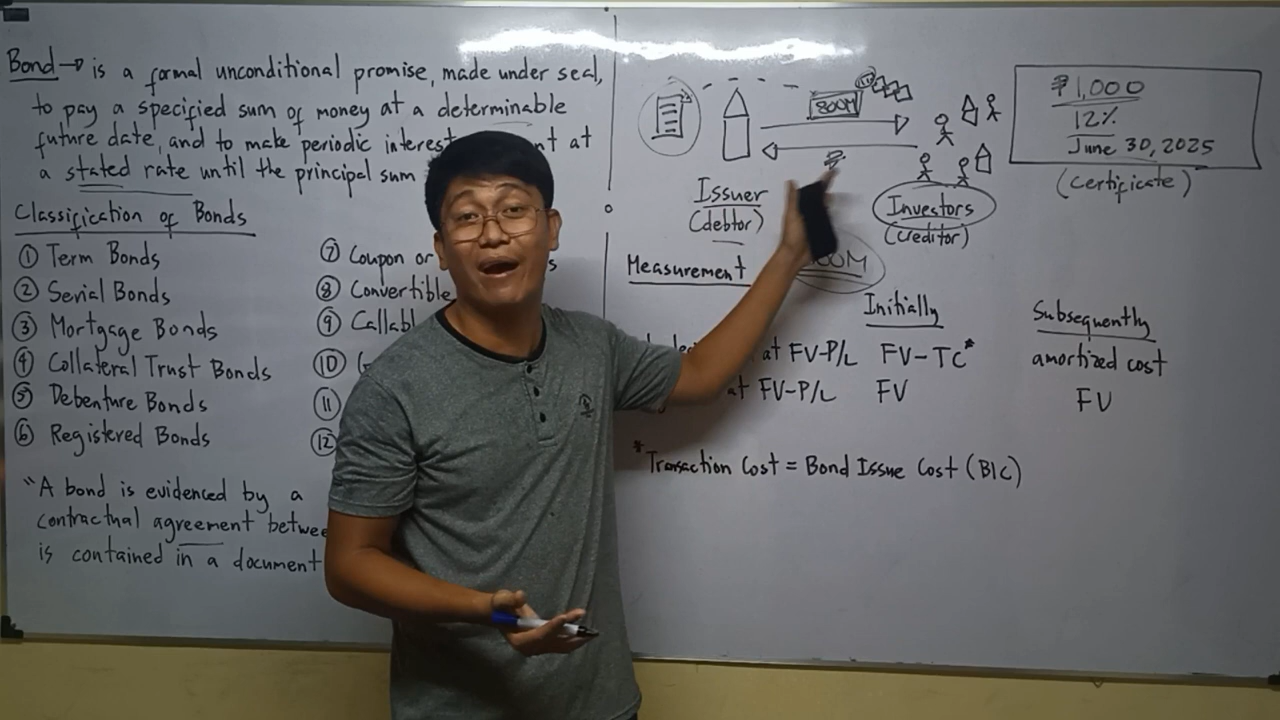 Bond → is a formal unconditional promise, made under seal,
to pay a specified sum of money at a determinable
future date, and to make periodic interest at
a stated rate until the principal sum
Classification of Bonds
① Term Bonds
② Serial Bonds
③ Mortgage Bonds
④ Collateral Trust Bonds
⑤ Debenture Bonds
⑥ Registered Bonds
⑦ Coupon or
⑧ Convertible
⑨
⑩
⑪
⑫
"A bond is evidenced by a
contractual agreement
is contained in a document
800M
₱
Issuer
(debtor)
Investors
(creditor)
₱1,000
12%
June 30, 2025
(certificate)
Measurement
Initially
Subsequently
at FV-P/L FV-TC* amortized cost
at FV-P/L FV FV
*Transaction Cost = Bond Issue Cost (BIC)